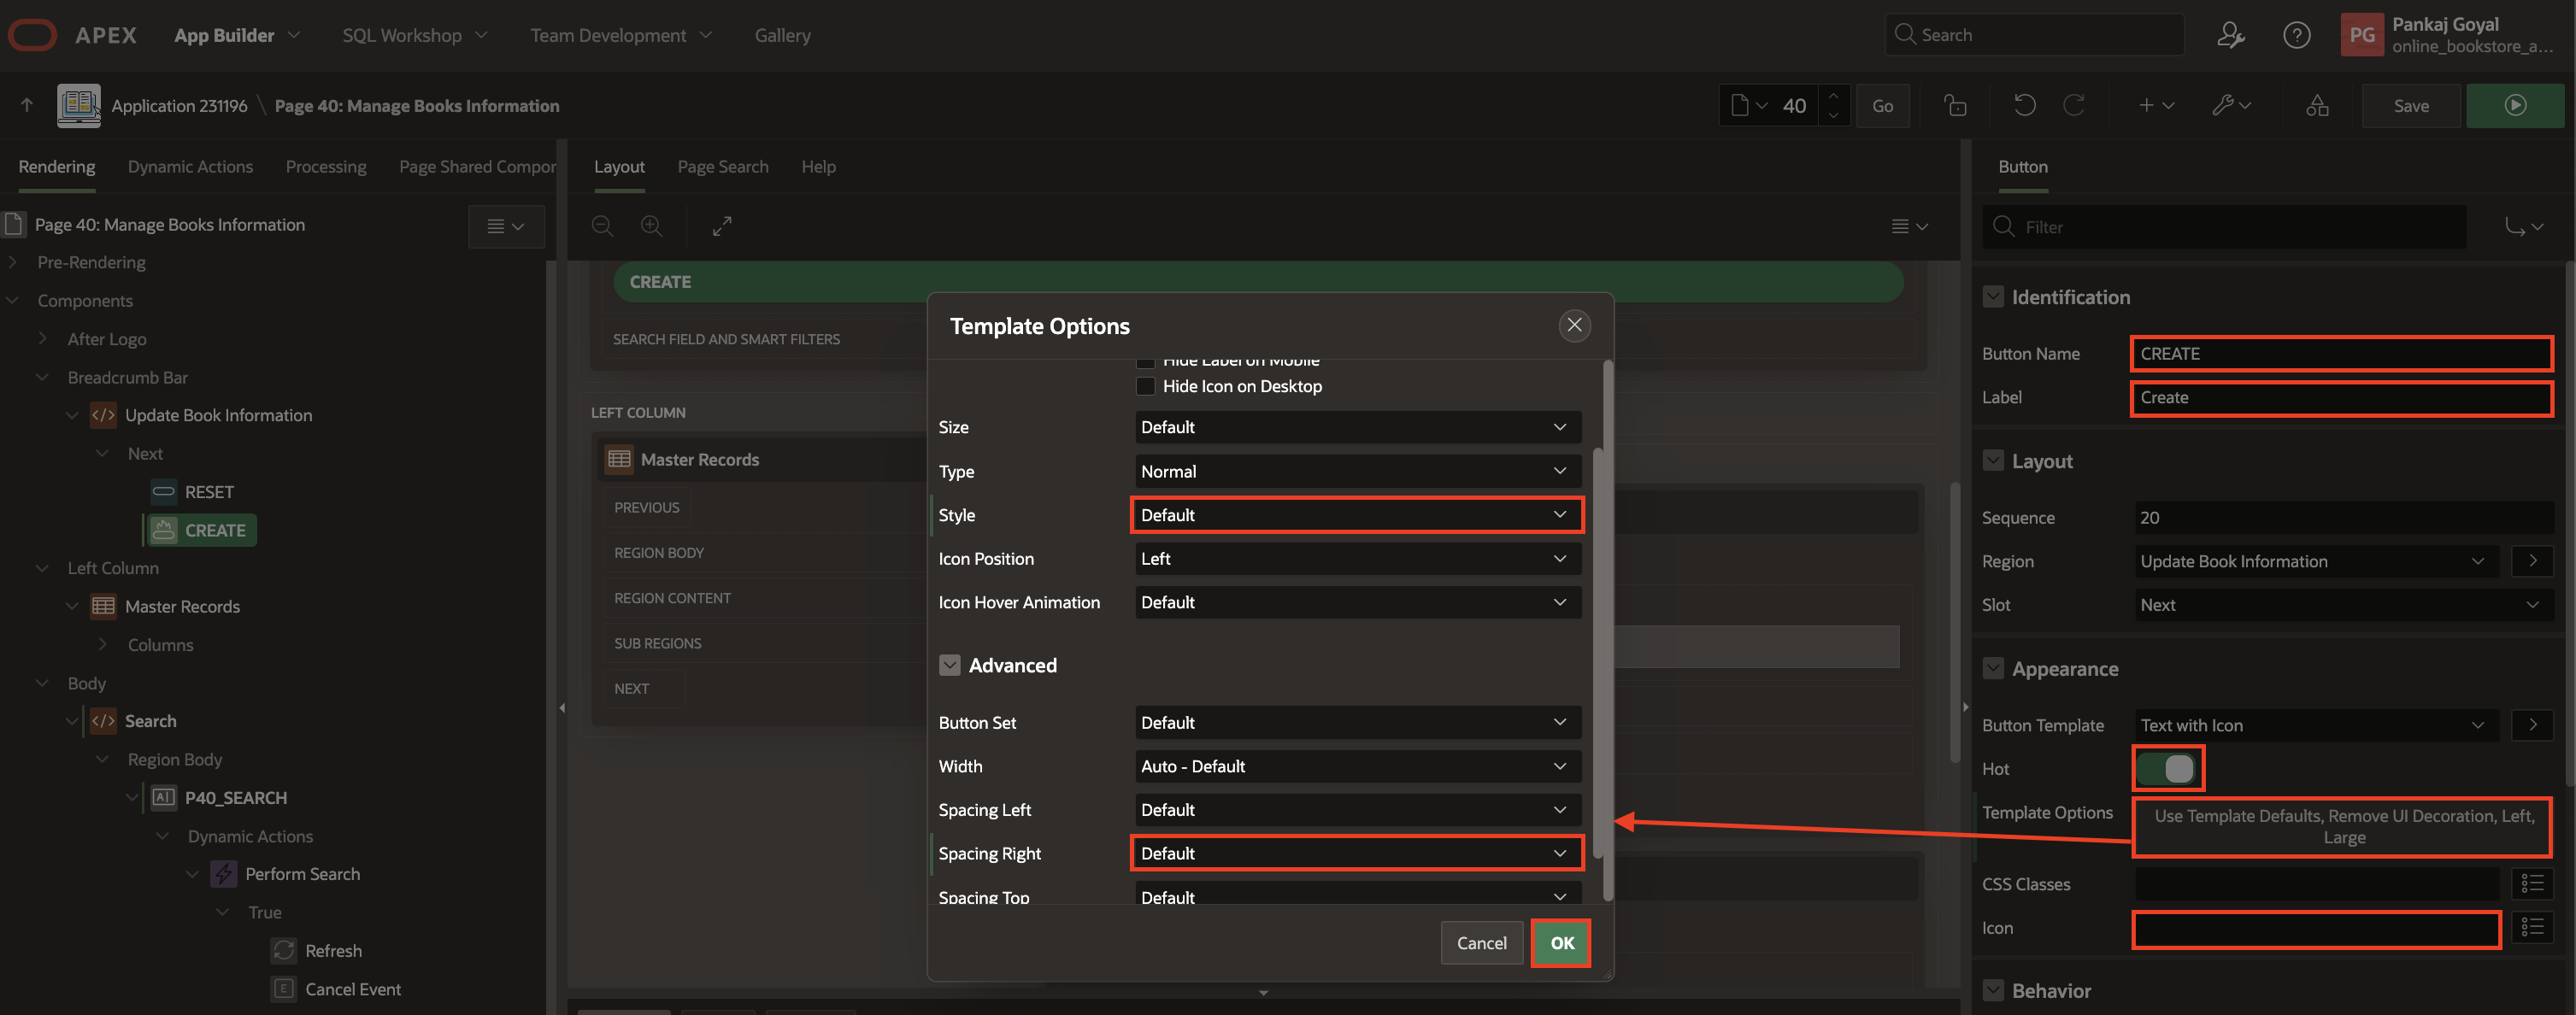 APEX App Builder SQL Workshop Team Development Gallery Search PG Pankaj Goyal
online_bookstore_a...
Application 231196 \ Page 40: Manage Books Information 40 Go Save
Rendering Dynamic Actions Processing Page Shared Compor
Page 40: Manage Books Information
Pre-Rendering
Components
After Logo
Breadcrumb Bar
Update Book Information
Next
RESET
CREATE
Left Column
Master Records
Columns
Body
Search
Region Body
P40_SEARCH
Dynamic Actions
Perform Search
True
Refresh
Cancel Event
Layout Page Search Help
CREATE
SEARCH FIELD AND SMART FILTERS
LEFT COLUMN
Master Records
PREVIOUS
REGION BODY
REGION CONTENT
SUB REGIONS
NEXT
Template Options
Hide Label on Mobile
Hide Icon on Desktop
Size Default
Type Normal
Style Default
Icon Position Left
Icon Hover Animation Default
Advanced
Button Set Default
Width Auto - Default
Spacing Left Default
Spacing Right Default
Spacing Top Default
Cancel OK
Button
Filter
Identification
Button Name CREATE
Label Create
Layout
Sequence 20
Region Update Book Information
Slot Next
Appearance
Button Template Text with Icon
Hot
Template Options Use Template Defaults, Remove UI Decoration, Left,
Large
CSS Classes
Icon
Behavior